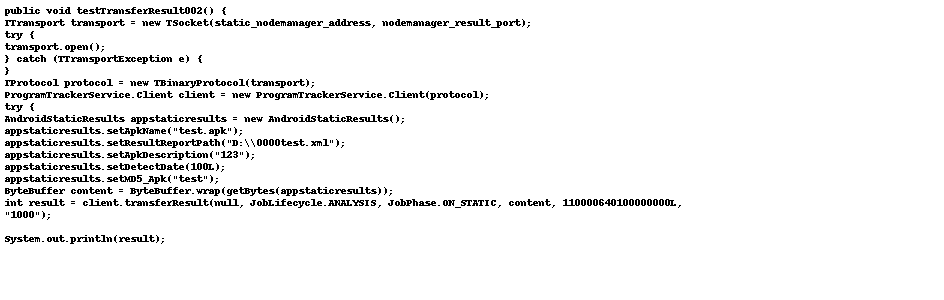 public void testTransferResult002() {
TTransport transport = new TSocket(static_nodemanager_address, nodemanager_result_port);
try {
transport.open();
} catch (TTransportException e) {
}
TProtocol protocol = new TBinaryProtocol(transport);
ProgramTrackerService.Client client = new ProgramTrackerService.Client(protocol);
try {
AndroidStaticResults appstaticresults = new AndroidStaticResults();
appstaticresults.setApkName("test.apk");
appstaticresults.setResultReportPath("D:\\0000test.xml");
appstaticresults.setApkDescription("123");
appstaticresults.setDetectDate(100L);
appstaticresults.setMD5_Apk("test");
ByteBuffer content = ByteBuffer.wrap(getBytes(appstaticresults));
int result = client.transferResult(null, JobLifecycle.ANALYSIS, JobPhase.ON_STATIC, content, 110000640100000000L,
"1000");
System.out.println(result);